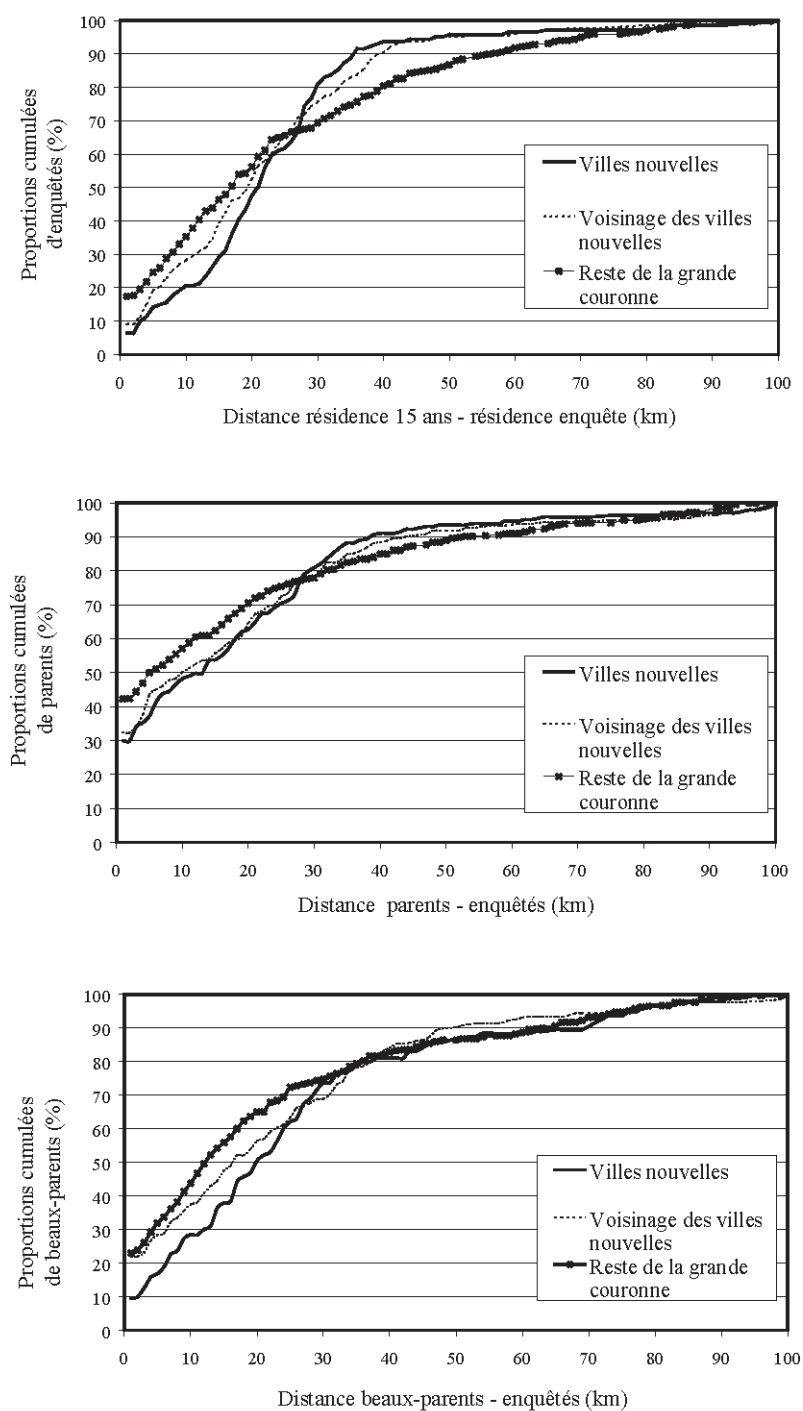 100
90
80
70
60
50
40
30
20
10
0
Proportions cumulées
d'enquêtés (%)
Villes nouvelles
Voisinage des villes
nouvelles
Reste de la grande
couronne
0 10 20 30 40 50 60 70 80 90 100
Distance résidence 15 ans - résidence enquête (km)
100
90
80
70
60
50
40
30
20
10
0
Proportions cumulées
de parents (%)
Villes nouvelles
Voisinage des villes
nouvelles
Reste de la grande
couronne
0 10 20 30 40 50 60 70 80 90 100
Distance parents - enquêtés (km)
100
90
80
70
60
50
40
30
20
10
0
Proportions cumulées
de beaux-parents (%)
Villes nouvelles
Voisinage des villes
nouvelles
Reste de la grande
couronne
0 10 20 30 40 50 60 70 80 90 100
Distance beaux-parents - enquêtés (km)